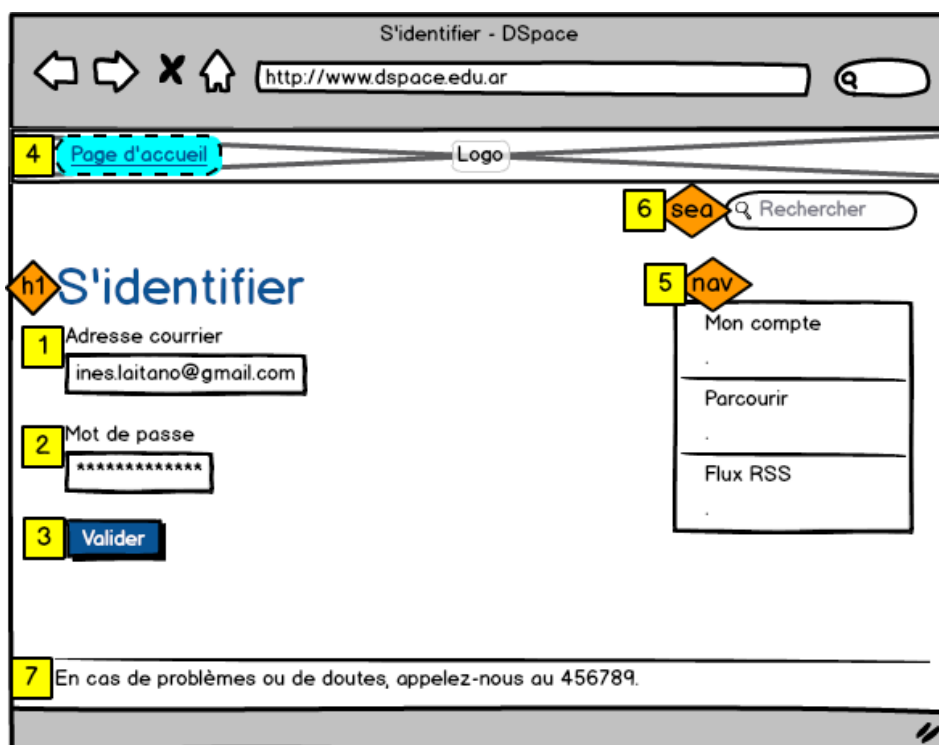 S'identifier - DSpace
http://www.dspace.edu.ar
4 Page d'accueil Logo
6 sea Rechercher
h1 S'identifier
5 nav
1 Adresse courrier
ines.laitano@gmail.com
Mon compte
.
2 Mot de passe
*************
Parcourir
.
Flux RSS
.
3 Valider
7 En cas de problèmes ou de doutes, appelez-nous au 456789.